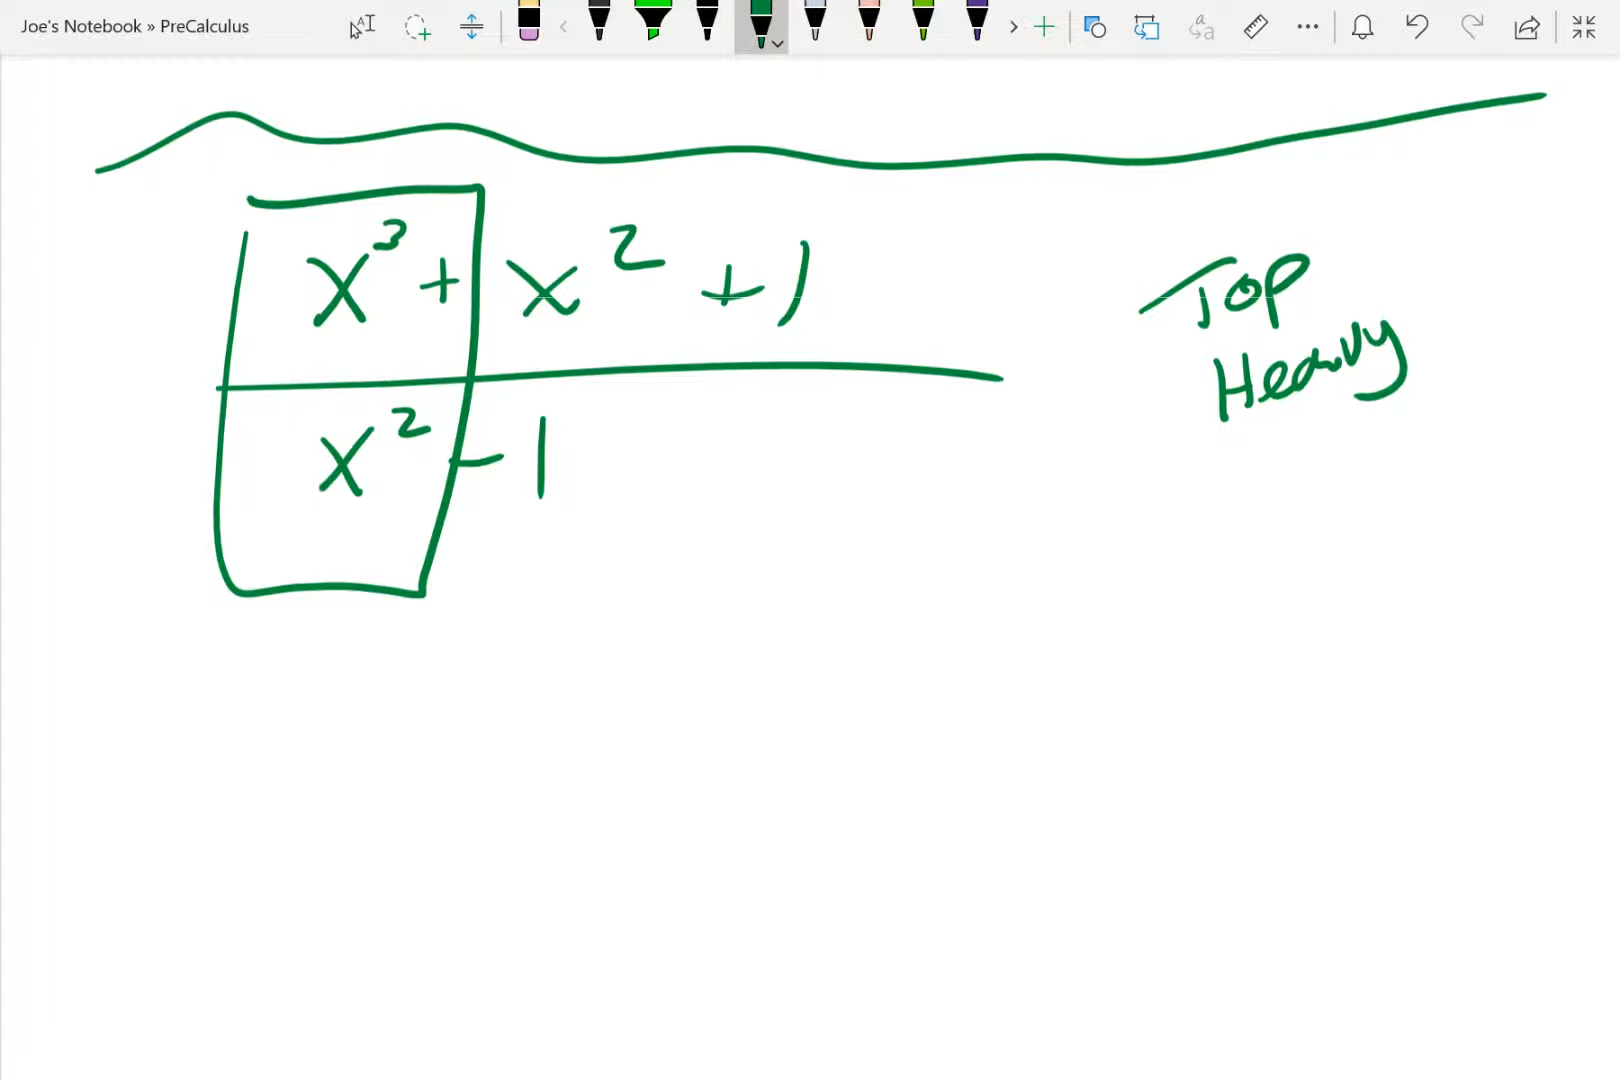 Joe's Notebook » PreCalculus
x³ + x² + 1
x² - 1
Top
Heavy